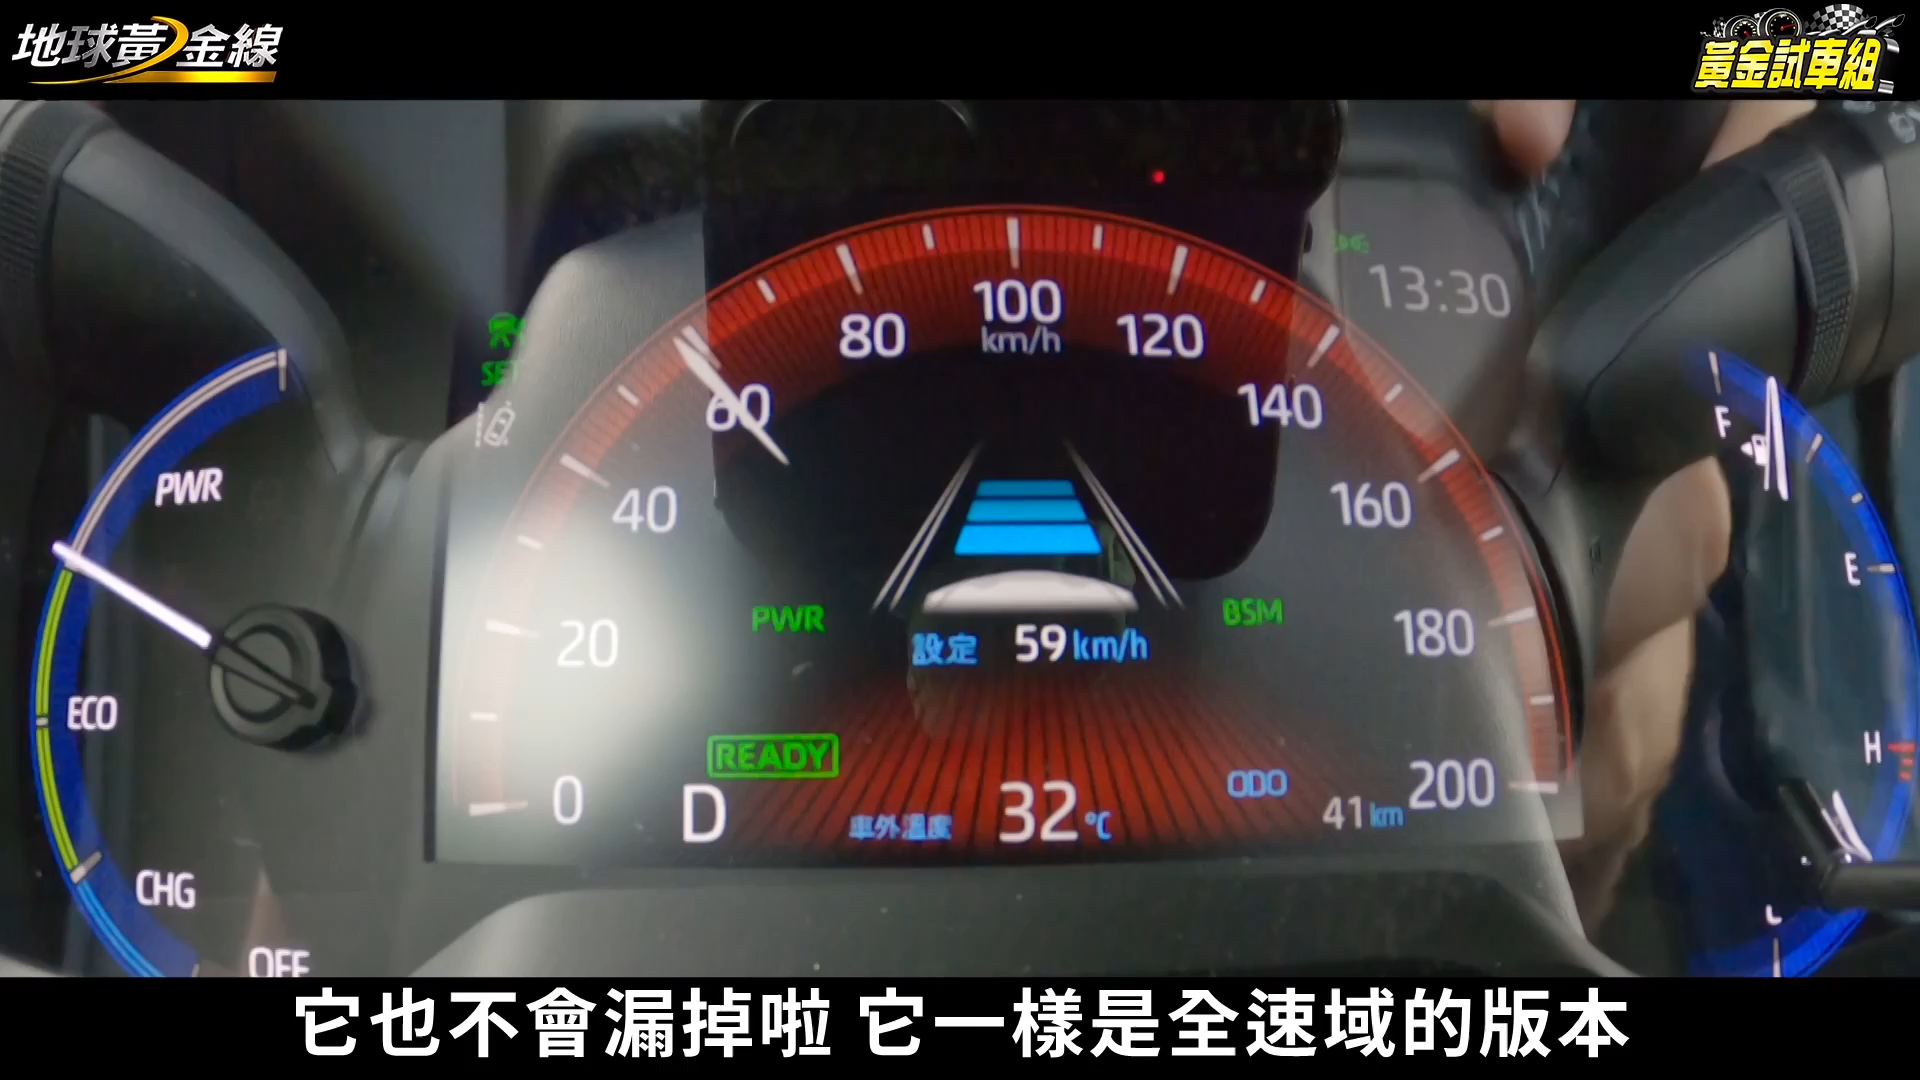 地球黃金線
黃金試車組
13:30
100
km/h
80
120
60
140
SET
40
160
PWR
F
E
20
180
PWR
BSM
設定 59 km/h
ECO
H
READY
0
200
D
車外溫度 32 °C
ODO
41 km
CHG
OFF
它也不會漏掉啦 它一樣是全速域的版本